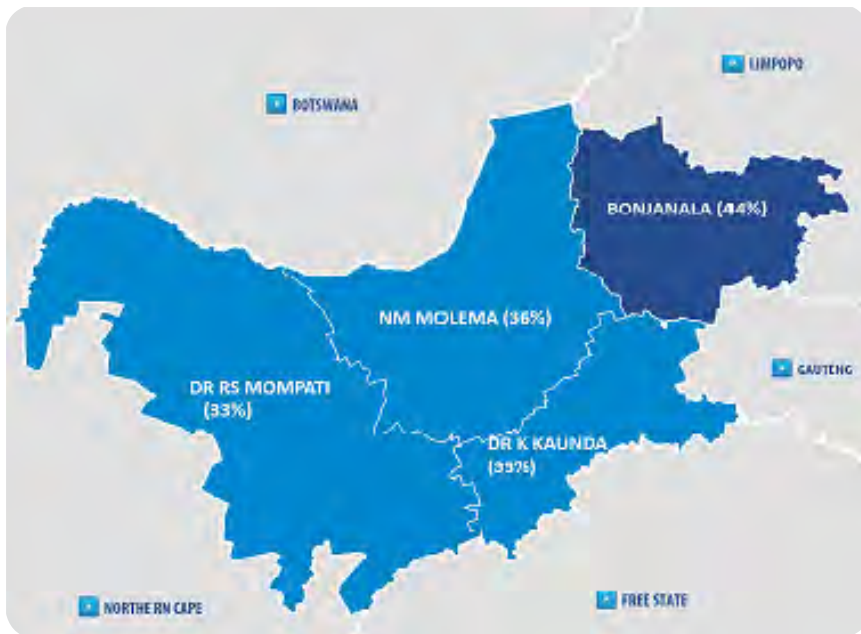 LIMPOPO
BOTSWANA
BONJANALA (44%)
NM MOLEMA (36%)
GAUTENG
DR RS MOMPATI
(33%)
DR K KAUNDA
NORTHERN CAPE
FREE STATE